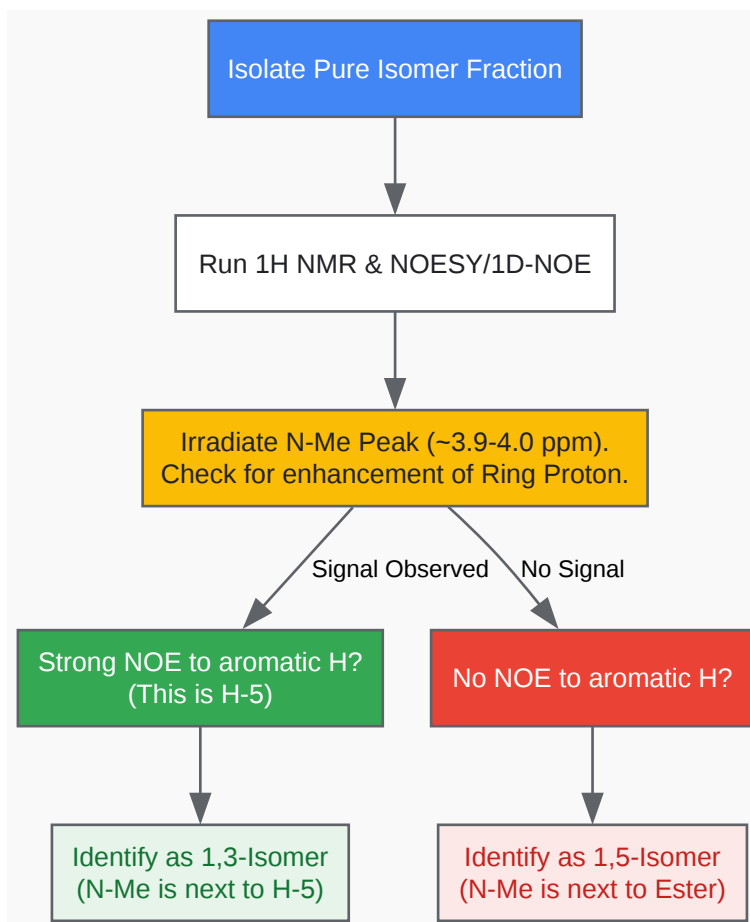 Isolate Pure Isomer Fraction
Run 1H NMR & NOESY/1D-NOE
Irradiate N-Me Peak (~3.9-4.0 ppm).
Check for enhancement of Ring Proton.
Signal Observed
No Signal
Strong NOE to aromatic H?
(This is H-5)
No NOE to aromatic H?
Identify as 1,3-Isomer
(N-Me is next to H-5)
Identify as 1,5-Isomer
(N-Me is next to Ester)